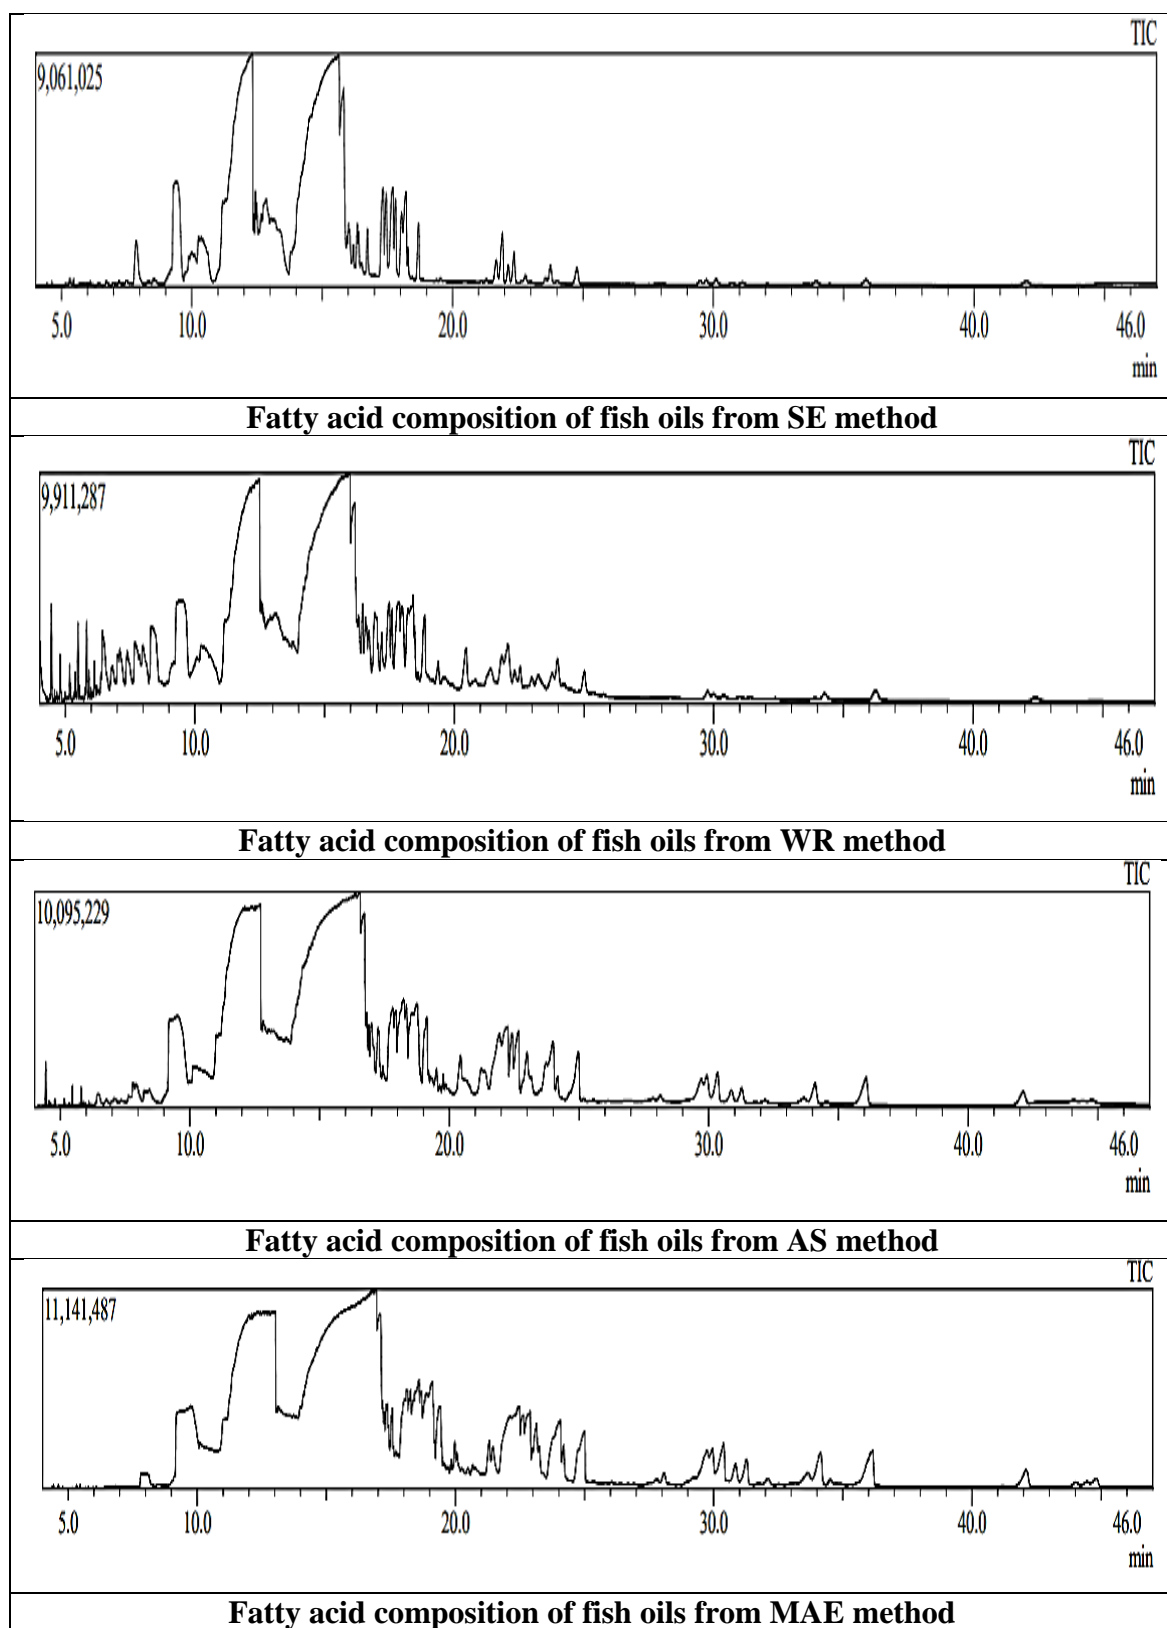 TIC
9,061,025
5.0 10.0 20.0 30.0 40.0 46.0
min
Fatty acid composition of fish oils from SE method
TIC
9,911,287
5.0 10.0 20.0 30.0 40.0 46.0
min
Fatty acid composition of fish oils from WR method
TIC
10,095,229
5.0 10.0 20.0 30.0 40.0 46.0
min
Fatty acid composition of fish oils from AS method
TIC
11,141,487
5.0 10.0 20.0 30.0 40.0 46.0
min
Fatty acid composition of fish oils from MAE method